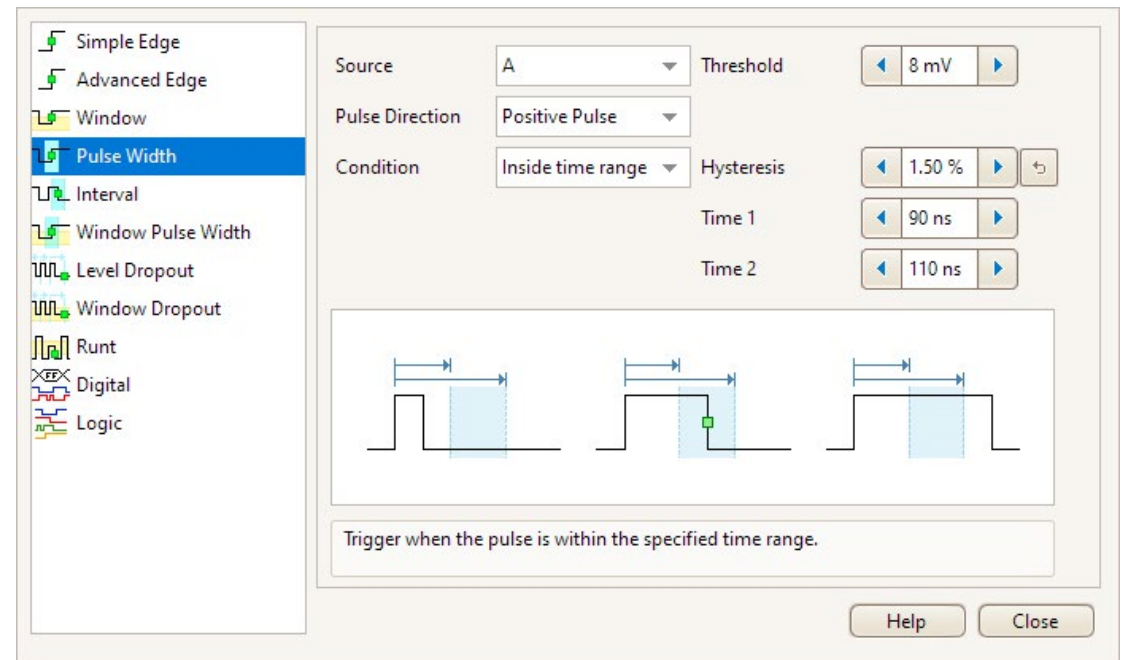 Simple Edge
Advanced Edge
Window
Pulse Width
Interval
Window Pulse Width
Level Dropout
Window Dropout
Runt
FF
Digital
Logic
Source A Threshold 8 mV
Pulse Direction Positive Pulse
Condition Inside time range Hysteresis 1.50 %
Time 1 90 ns
Time 2 110 ns
Trigger when the pulse is within the specified time range.
Help Close